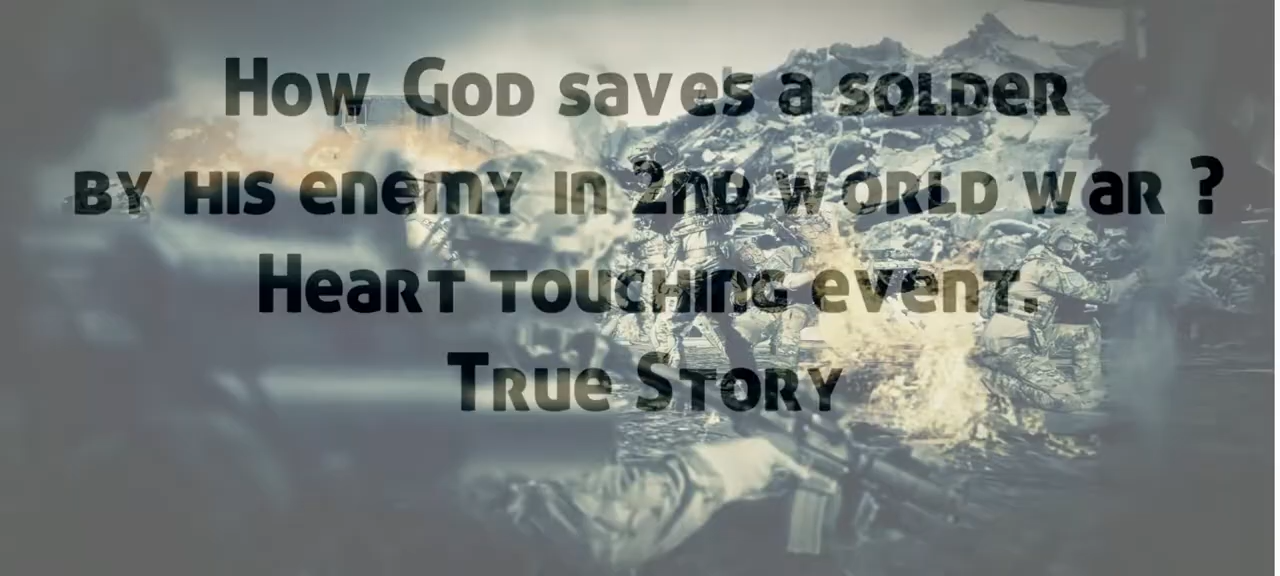 How God saves a solder
by his enemy in 2nd world war ?
Heart touching event.
True Story